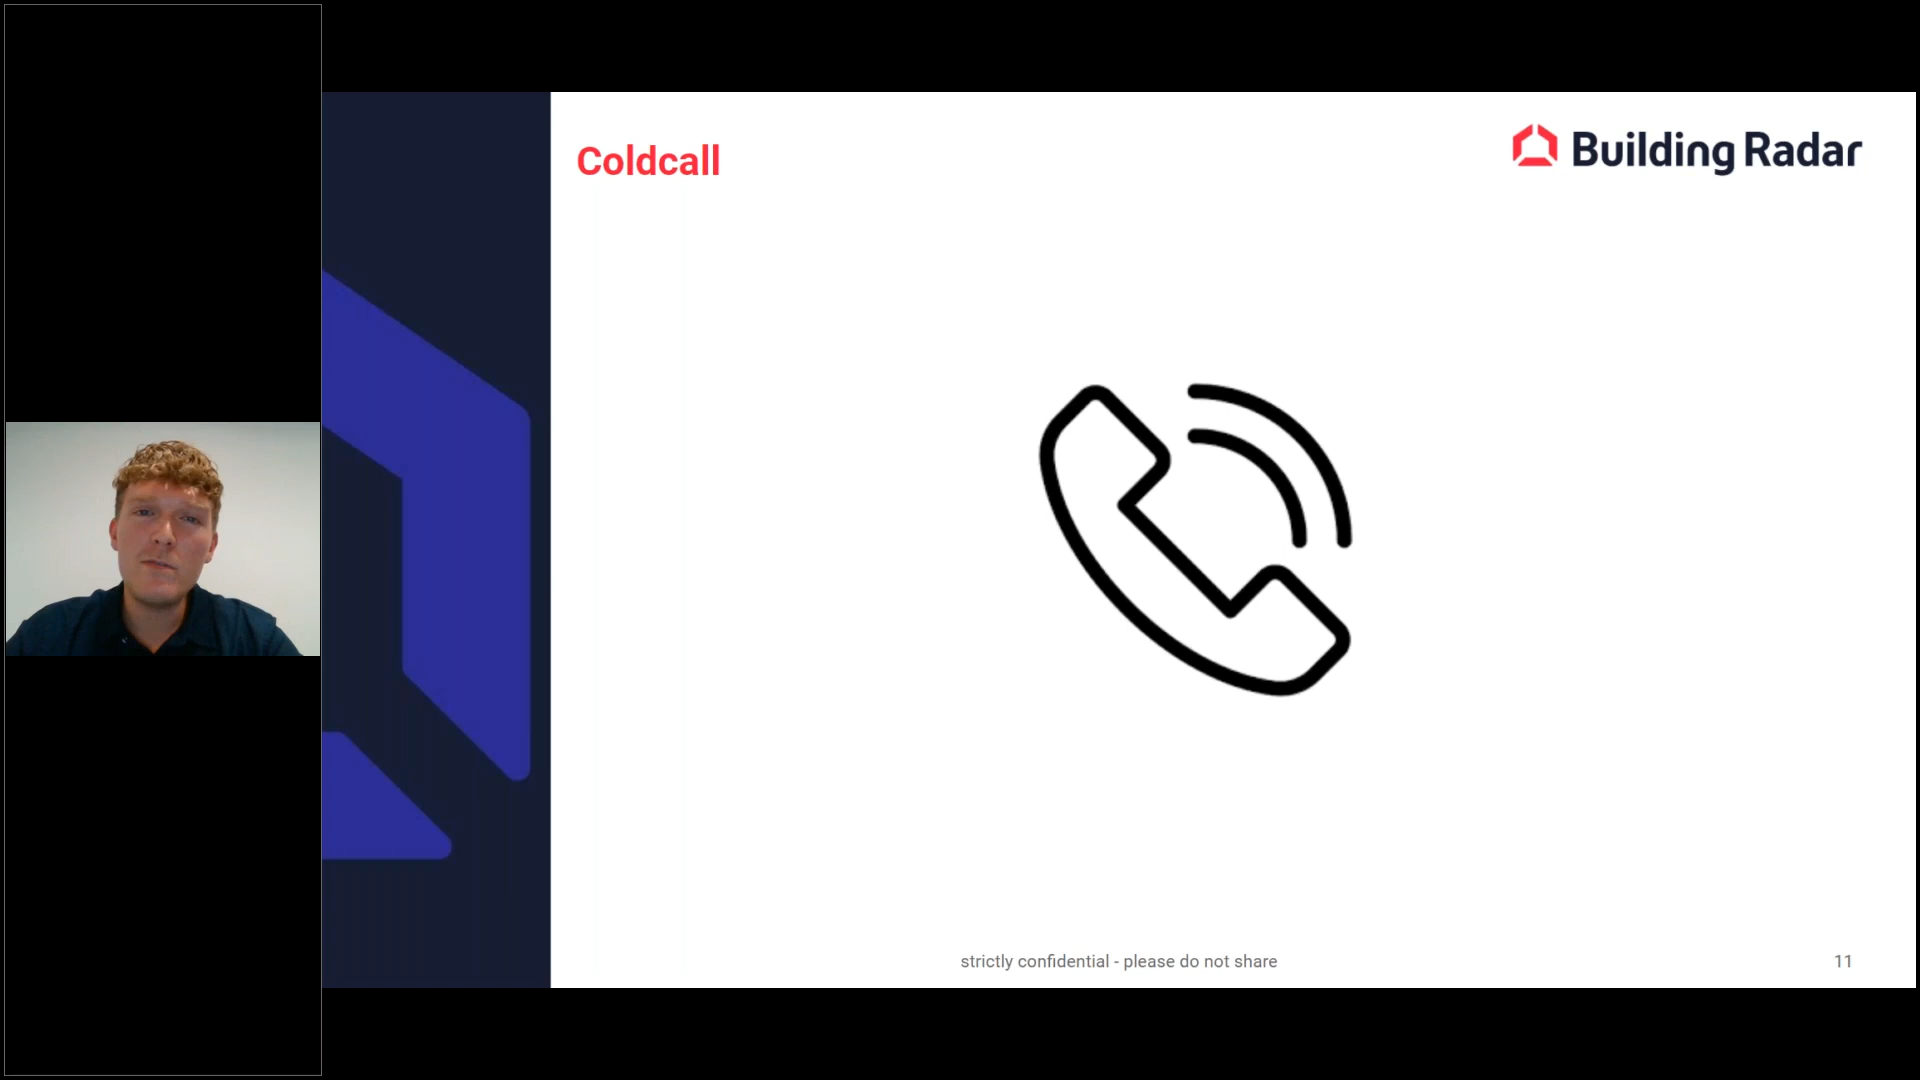 Coldcall
Building Radar
strictly confidential - please do not share
11